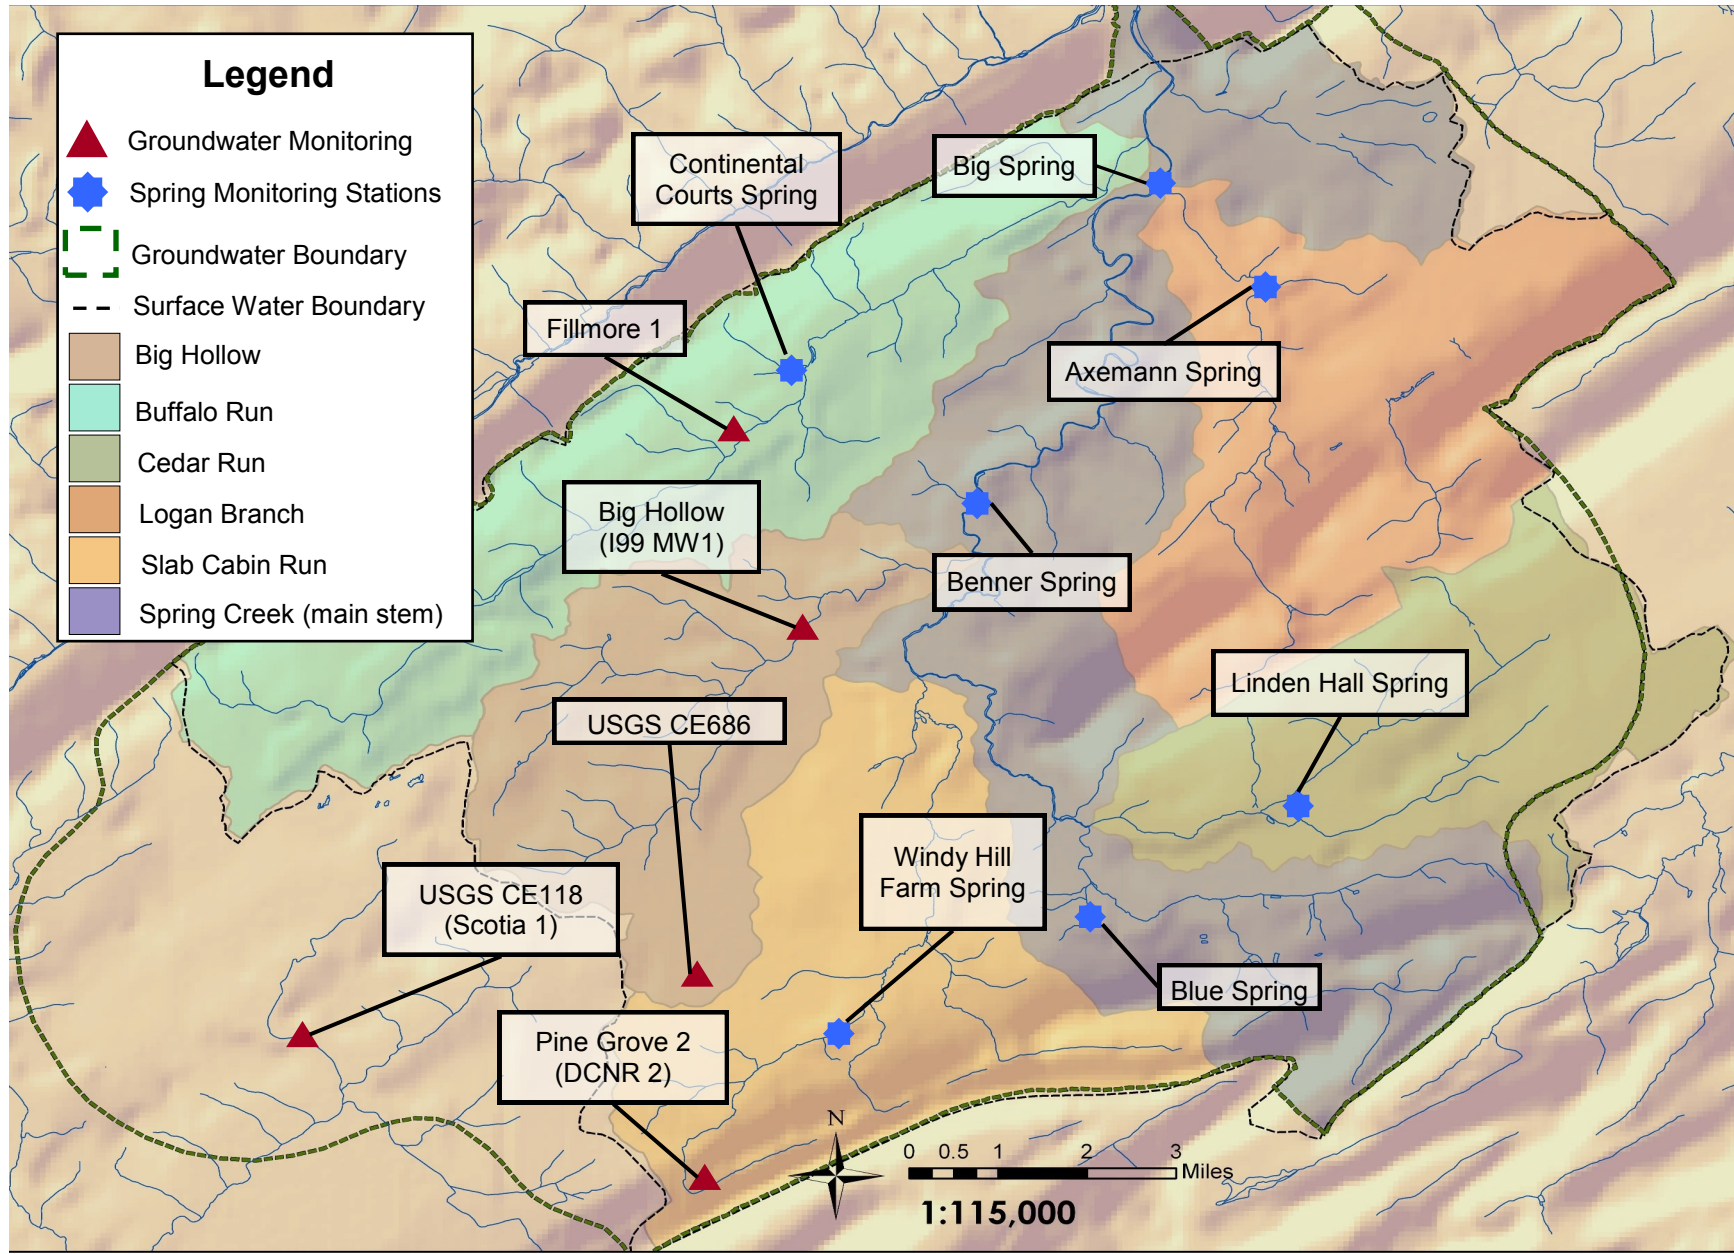 Legend
Groundwater Monitoring
Spring Monitoring Stations
Groundwater Boundary
Surface Water Boundary
Big Hollow
Buffalo Run
Cedar Run
Logan Branch
Slab Cabin Run
Spring Creek (main stem)
Continental
Courts Spring
Big Spring
Fillmore 1
Axemann Spring
Big Hollow
(I99 MW1)
Benner Spring
Linden Hall Spring
USGS CE686
Windy Hill
Farm Spring
USGS CE118
(Scotia 1)
Blue Spring
Pine Grove 2
(DCNR 2)
N
0 0.5 1 2 3
Miles
1:115,000